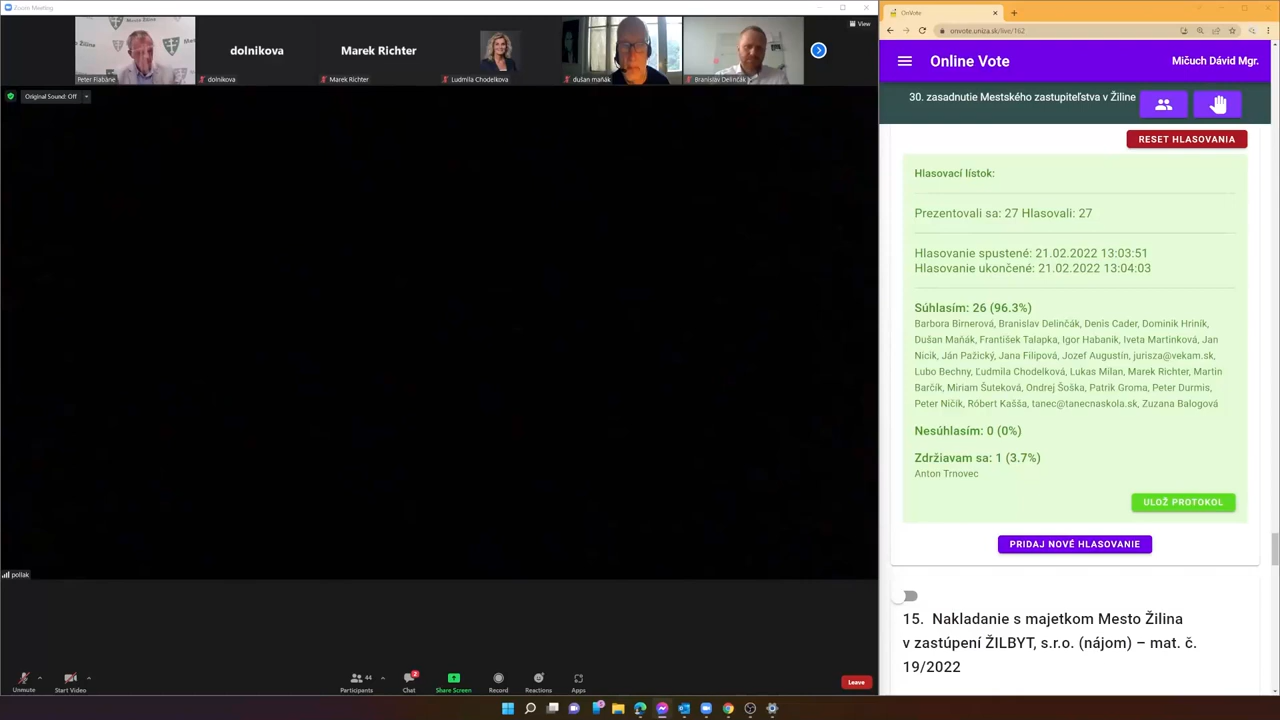 Zoom Meeting
View
dolnikova
Marek Richter
Peter Fiabáne
dolnikova
Marek Richter
Ľudmila Chodelkova
dušan maňák
Branislav Delinčák
Original Sound: Off
pollak
Unmute
Start Video
44
Participants
2
Chat
Share Screen
Record
Reactions
Apps
Leave
OnVote
onvote.uniza.sk/live/162
Online Vote
Mičuch Dávid Mgr.
30. zasadnutie Mestského zastupiteľstva v Žiline
RESET HLASOVANIA
Hlasovací lístok:
Prezentovali sa: 27 Hlasovali: 27
Hlasovanie spustené: 21.02.2022 13:03:51
Hlasovanie ukončené: 21.02.2022 13:04:03
Súhlasím: 26 (96.3%)
Barbora Birnerová, Branislav Delinčák, Denis Cader, Dominik Hriník,
Dušan Maňák, František Talapka, Igor Habaník, Iveta Martinková, Jan
Nicik, Ján Pažický, Jana Filipová, Jozef Augustín, jurisza@vekam.sk,
Lubo Bechny, Ľudmila Chodelková, Lukas Milan, Marek Richter, Martin
Barčík, Miriam Šuteková, Ondrej Šoška, Patrik Groma, Peter Durmis,
Peter Ničík, Róbert Kašša, tanec@tanecnaskola.sk, Zuzana Balogová
Nesúhlasím: 0 (0%)
Zdržiavam sa: 1 (3.7%)
Anton Trnovec
ULOŽ PROTOKOL
PRIDAJ NOVÉ HLASOVANIE
15. Nakladanie s majetkom Mesto Žilina
v zastúpení ŽILBYT, s.r.o. (nájom) – mat. č.
19/2022